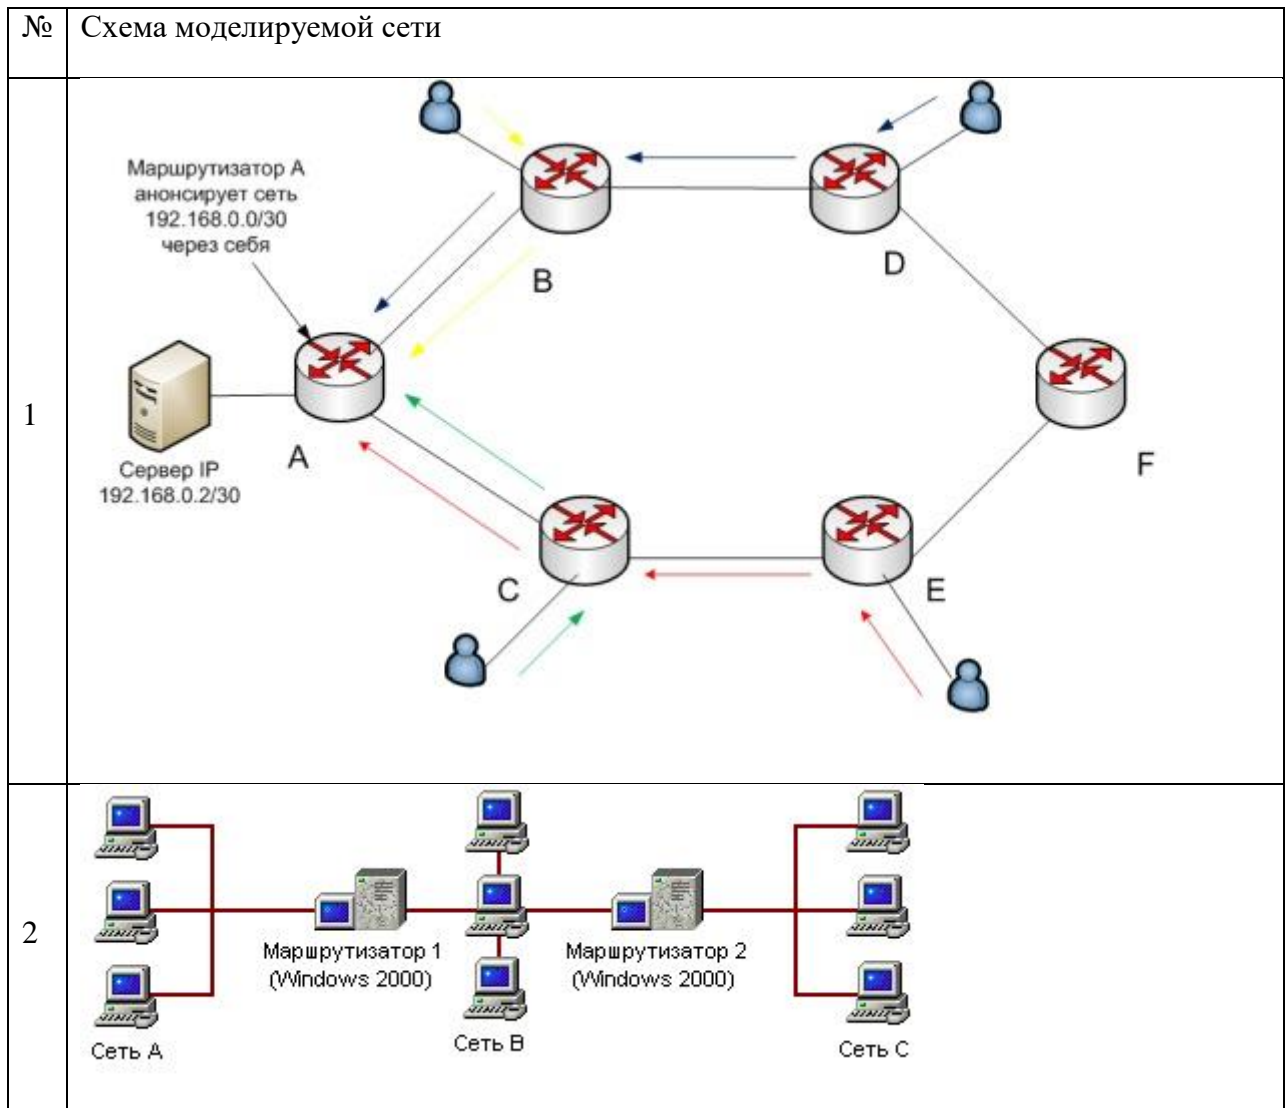 № Схема моделируемой сети
1
Маршрутизатор А
анонсирует сеть
192.168.0.0/30
через себя
B
D
A
F
Сервер IP
192.168.0.2/30
C
E
2
Маршрутизатор 1
(Windows 2000)
Маршрутизатор 2
(Windows 2000)
Сеть А
Сеть В
Сеть С